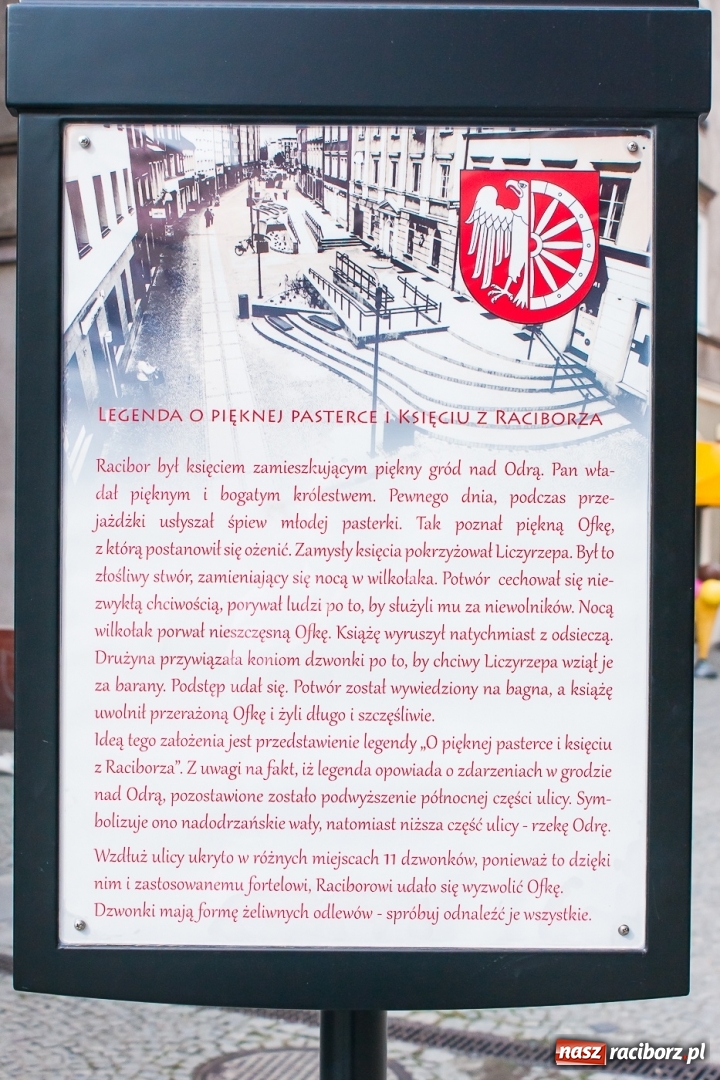 Legenda o pięknej pasterce i Księciu z Raciborza
Racibor był księciem zamieszkującym piękny gród nad Odrą. Pan wła-
dał pięknym i bogatym królestwem. Pewnego dnia, podczas prze-
jażdżki usłyszał śpiew młodej pasterki. Tak poznał piękną Ofkę,
z którą postanowił się ożenić. Zamysły księcia pokrzyżował Liczyrzepa. Był to
złośliwy stwór, zamieniający się nocą w wilkołaka. Potwór cechował się nie-
zwykłą chciwością, porywał ludzi po to, by służyli mu za niewolników. Nocą
wilkołak porwał nieszczęsną Ofkę. Książę wyruszył natychmiast z odsieczą.
Drużyna przywiązała koniom dzwonki po to, by chciwy Liczyrzepa wziął je
za barany. Podstęp udał się. Potwór został wywiedziony na bagna, a książę
uwolnił przerażoną Ofkę i żyli długo i szczęśliwie.
Ideą tego założenia jest przedstawienie legendy „O pięknej pasterce i księciu
z Raciborza”. Z uwagi na fakt, iż legenda opowiada o zdarzeniach w grodzie
nad Odrą, pozostawione zostało podwyższenie północnej części ulicy. Sym-
bolizuje ono nadodrzańskie wały, natomiast niższa część ulicy - rzekę Odrę.
Wzdłuż ulicy ukryto w różnych miejscach 11 dzwonków, ponieważ to dzięki
nim i zastosowanemu fortelowi, Raciborowi udało się wyzwolić Ofkę.
Dzwonki mają formę żeliwnych odlewów - spróbuj odnaleźć je wszystkie.
nasz raciborz.pl